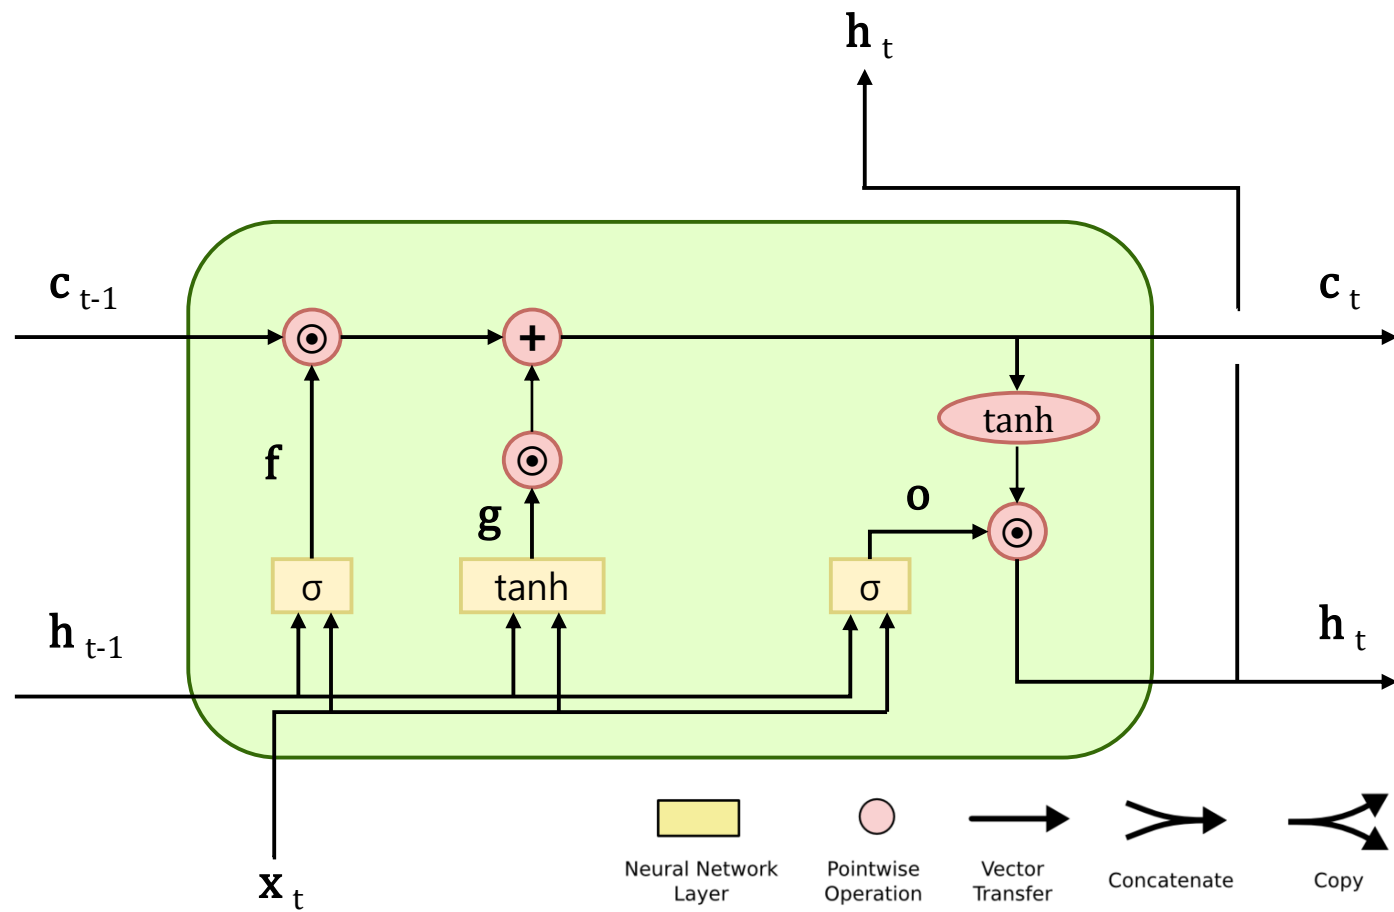 h t
c t-1
c t
+
tanh
f
o
g
σ
tanh
σ
h t-1
h t
x t
Neural Network
Layer
Pointwise
Operation
Vector
Transfer
Concatenate
Copy